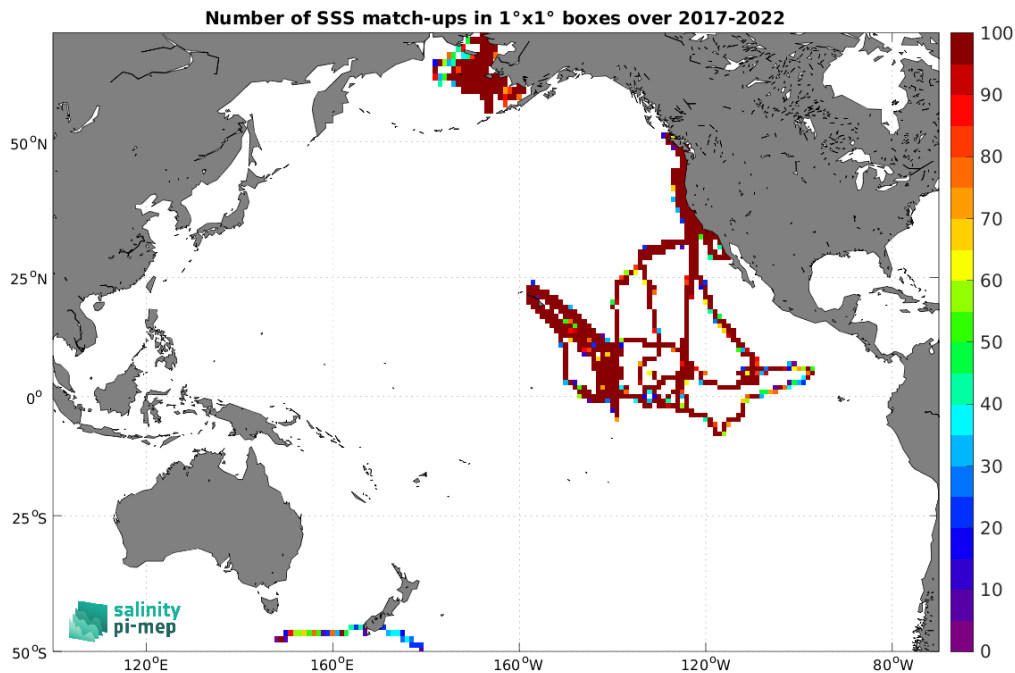 Number of SSS match-ups in 1°x1° boxes over 2017-2022
100
90
80
70
60
50
40
30
20
10
0
50°N
25°N
0°
25°S
50°S
120°E
160°E
160°W
120°W
80°W
salinity
pi-mep